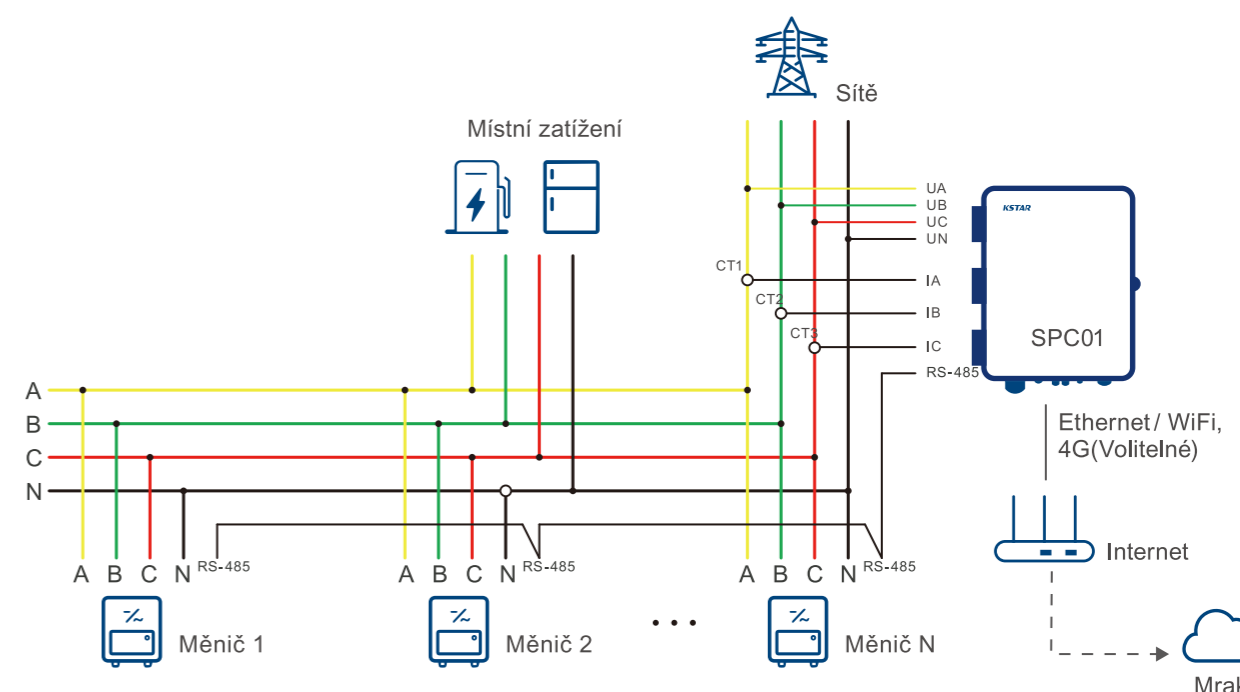 Sítě
Místní zatížení
UA
UB
UC
UN
KSTAR
CT1
IA
CT2
IB
CT3
IC
SPC01
RS-485
A
B
C
N
Ethernet / WiFi,
4G(Volitelné)
A B C N RS-485
A B C N RS-485
A B C N RS-485
Internet
Měnič 1
Měnič 2
...
Měnič N
Mrak